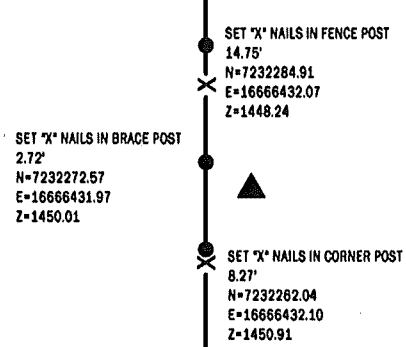 SET "X" NAILS IN FENCE POST
14.75'
N=7232284.91
E=16666432.07
Z=1448.24
SET "X" NAILS IN BRACE POST
2.72'
N=7232272.57
E=16666431.97
Z=1450.01
SET "X" NAILS IN CORNER POST
8.27'
N=7232262.04
E=16666432.10
Z=1450.91